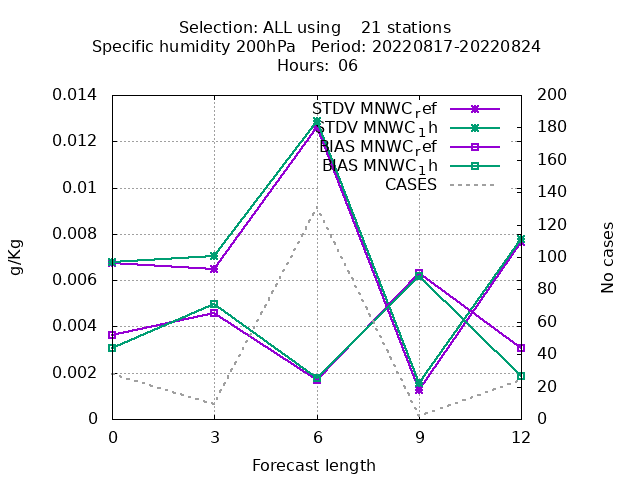 Selection: ALL using    21 stations
Specific humidity 200hPa   Period: 20220817-20220824
Hours: 06
0.014
0.012
0.01
0.008
0.006
0.004
0.002
0
200
180
160
140
120
100
80
60
40
20
0
STDV MNWC_ref
STDV MNWC_1h
BIAS MNWC_ref
BIAS MNWC_1h
CASES
g/Kg
No cases
0 3 6 9 12
Forecast length